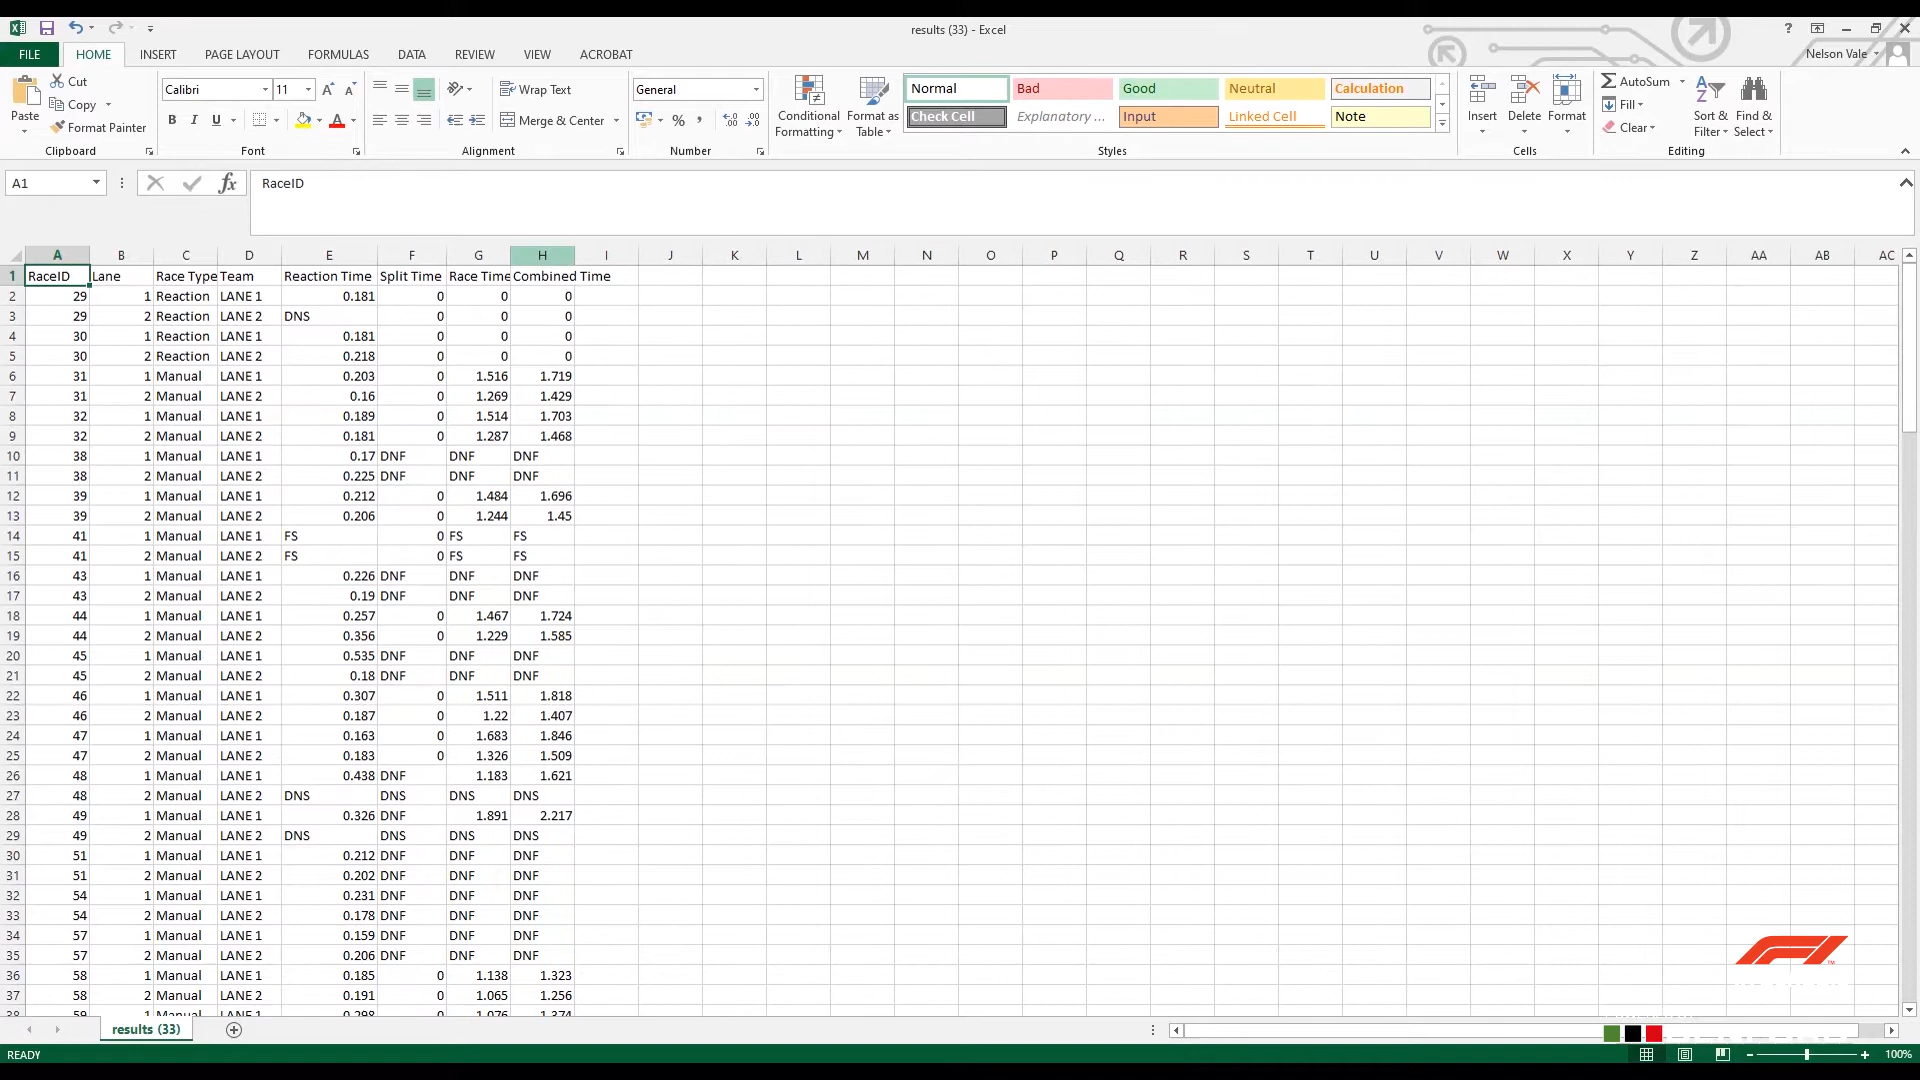 results (33) - Excel
FILE HOME INSERT PAGE LAYOUT FORMULAS DATA REVIEW VIEW ACROBAT Nelson Vale
Cut
Copy
Format Painter
Paste
Clipboard
Calibri 11
B I U
Font
Wrap Text
Merge & Center
Alignment
General
%
Number
Conditional Formatting
Format as Table
Normal Bad Good Neutral Calculation
Check Cell Explanatory ... Input Linked Cell Note
Styles
Insert Delete Format
Cells
AutoSum
Fill
Clear
Sort & Filter
Find & Select
Editing
A1 fx RaceID
A B C D E F G H I J K L M N O P Q R S T U V W X Y Z AA AB AC
1 RaceID Lane Race Type Team Reaction Time Split Time Race Time Combined Time
2 29 1 Reaction LANE 1 0.181 0 0 0
3 29 2 Reaction LANE 2 DNS 0 0 0
4 30 1 Reaction LANE 1 0.181 0 0 0
5 30 2 Reaction LANE 2 0.218 0 0 0
6 31 1 Manual LANE 1 0.203 0 1.516 1.719
7 31 2 Manual LANE 2 0.16 0 1.269 1.429
8 32 1 Manual LANE 1 0.189 0 1.514 1.703
9 32 2 Manual LANE 2 0.181 0 1.287 1.468
10 38 1 Manual LANE 1 0.17 DNF DNF DNF
11 38 2 Manual LANE 2 0.225 DNF DNF DNF
12 39 1 Manual LANE 1 0.212 0 1.484 1.696
13 39 2 Manual LANE 2 0.206 0 1.244 1.45
14 41 1 Manual LANE 1 FS 0 FS FS
15 41 2 Manual LANE 2 FS 0 FS FS
16 43 1 Manual LANE 1 0.226 DNF DNF DNF
17 43 2 Manual LANE 2 0.19 DNF DNF DNF
18 44 1 Manual LANE 1 0.257 0 1.467 1.724
19 44 2 Manual LANE 2 0.356 0 1.229 1.585
20 45 1 Manual LANE 1 0.535 DNF DNF DNF
21 45 2 Manual LANE 2 0.18 DNF DNF DNF
22 46 1 Manual LANE 1 0.307 0 1.511 1.818
23 46 2 Manual LANE 2 0.187 0 1.22 1.407
24 47 1 Manual LANE 1 0.163 0 1.683 1.846
25 47 2 Manual LANE 2 0.183 0 1.326 1.509
26 48 1 Manual LANE 1 0.438 DNF 1.183 1.621
27 48 2 Manual LANE 2 DNS DNS DNS DNS
28 49 1 Manual LANE 1 0.326 DNF 1.891 2.217
29 49 2 Manual LANE 2 DNS DNS DNS DNS
30 51 1 Manual LANE 1 0.212 DNF DNF DNF
31 51 2 Manual LANE 2 0.202 DNF DNF DNF
32 54 1 Manual LANE 1 0.231 DNF DNF DNF
33 54 2 Manual LANE 2 0.178 DNF DNF DNF
34 57 1 Manual LANE 1 0.159 DNF DNF DNF
35 57 2 Manual LANE 2 0.206 DNF DNF DNF
36 58 1 Manual LANE 1 0.185 0 1.138 1.323
37 58 2 Manual LANE 2 0.191 0 1.065 1.256
38 59 1 Manual LANE 1 0.298 0 1.076 1.374
results (33)
READY 100%